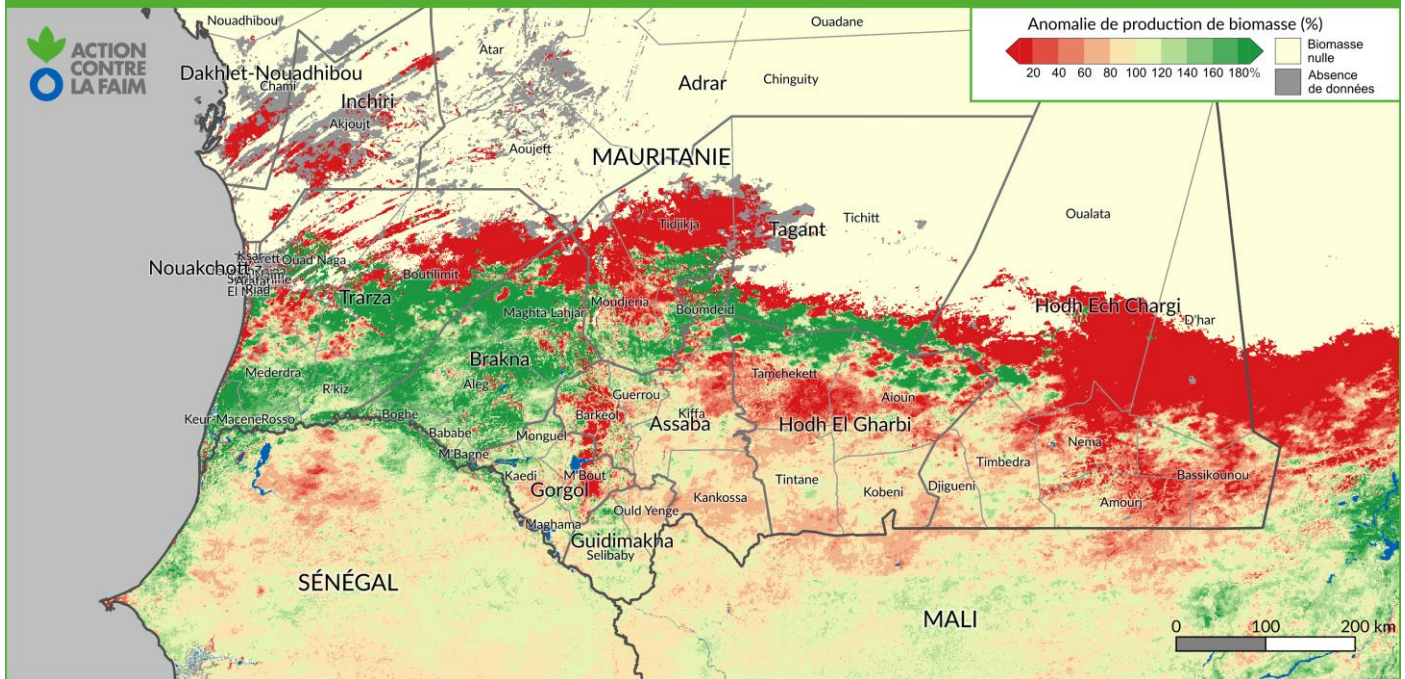 ACTION
CONTRE
LA FAIM
Anomalie de production de biomasse (%)
20 40 60 80 100 120 140 160 180%
Biomasse
nulle
Absence
de données
Nouadhibou
Ouadane
Atar
Dakhlet-Nouadhibou
Chami
Adrar
Chinguity
Inchiri
Akjoujt
Aoujeft
MAURITANIE
Tidjikja
Tichitt
Oualata
Tagant
Ksar
Ouad Naga
Nouakchott
Boutilimit
El Mina
Riad
Trarza
Moudjeria
Boumdeid
Maghta Lahjar
Hodh Ech Chargi
D'har
Brakna
Mederdra
Aleg
R'kiz
Tamchekett
Guerrou
Aioun
Keur-Macene
Rosso
Boghe
Barkeol
Kiffa
Assaba
Hodh El Gharbi
Bababe
Monguel
Nema
M'Bagne
Timbedra
Kaedi
M'Bout
Bassikounou
Gorgol
Tintane
Kobeni
Djigueni
Kankossa
Amourj
Ould Yenge
Maghama
Guidimakha
Selibaby
SÉNÉGAL
MALI
0 100 200 km